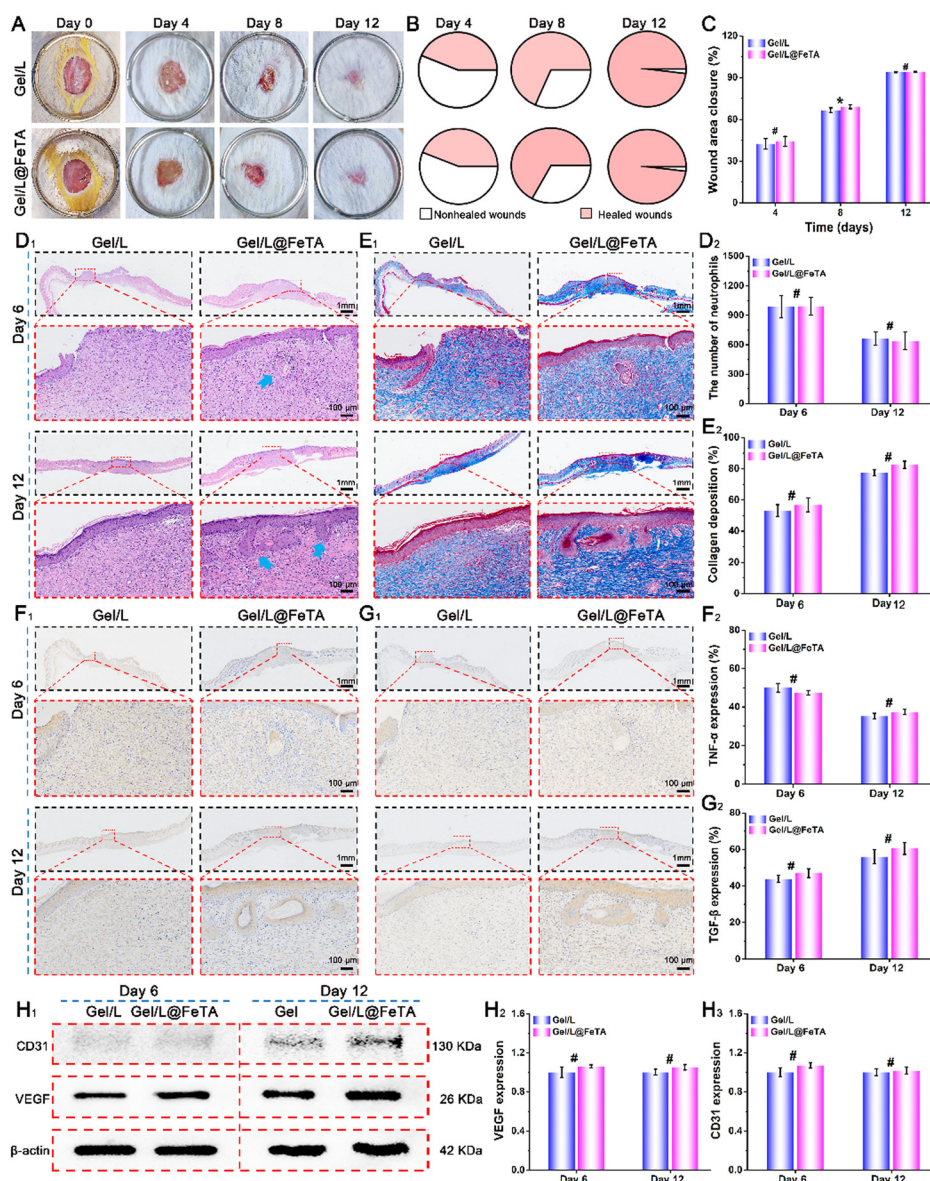 A
Day 0
Day 4
Day 8
Day 12
Gel/L
Gel/L@FeTA
B
Day 4
Day 8
Day 12
Nonhealed wounds
Healed wounds
C
Gel/L
Gel/L@FeTA
Wound area closure (%)
120
90
60
30
0
#
*
#
4
8
12
Time (days)
D1
Gel/L
Gel/L@FeTA
Day 6
1mm
100 μm
Day 12
1mm
100 μm
E1
Gel/L
Gel/L@FeTA
1mm
100 μm
1mm
100 μm
D2
Gel/L
Gel/L@FeTA
The number of neutrophils
1500
1200
900
600
300
0
#
#
Day 6
Day 12
E2
Gel/L
Gel/L@FeTA
Collagen deposition (%)
120
100
80
60
40
20
0
#
#
Day 6
Day 12
F1
Gel/L
Gel/L@FeTA
Day 6
1mm
100 μm
Day 12
1mm
100 μm
G1
Gel/L
Gel/L@FeTA
1mm
100 μm
1mm
100 μm
F2
Gel/L
Gel/L@FeTA
TNF-α expression (%)
80
60
40
20
0
#
#
Day 6
Day 12
G2
Gel/L
Gel/L@FeTA
TGF-β expression (%)
80
60
40
20
0
#
#
Day 6
Day 12
H1
Day 6
Day 12
Gel/L
Gel/L@FeTA
Gel
Gel/L@FeTA
CD31
130 KDa
VEGF
26 KDa
β-actin
42 KDa
H2
Gel/L
Gel/L@FeTA
VEGF expression
1.6
1.2
0.8
0.4
0.0
#
#
Day 6
Day 12
H3
Gel/L
Gel/L@FeTA
CD31 expression
1.6
1.2
0.8
0.4
0.0
#
#
Day 6
Day 12